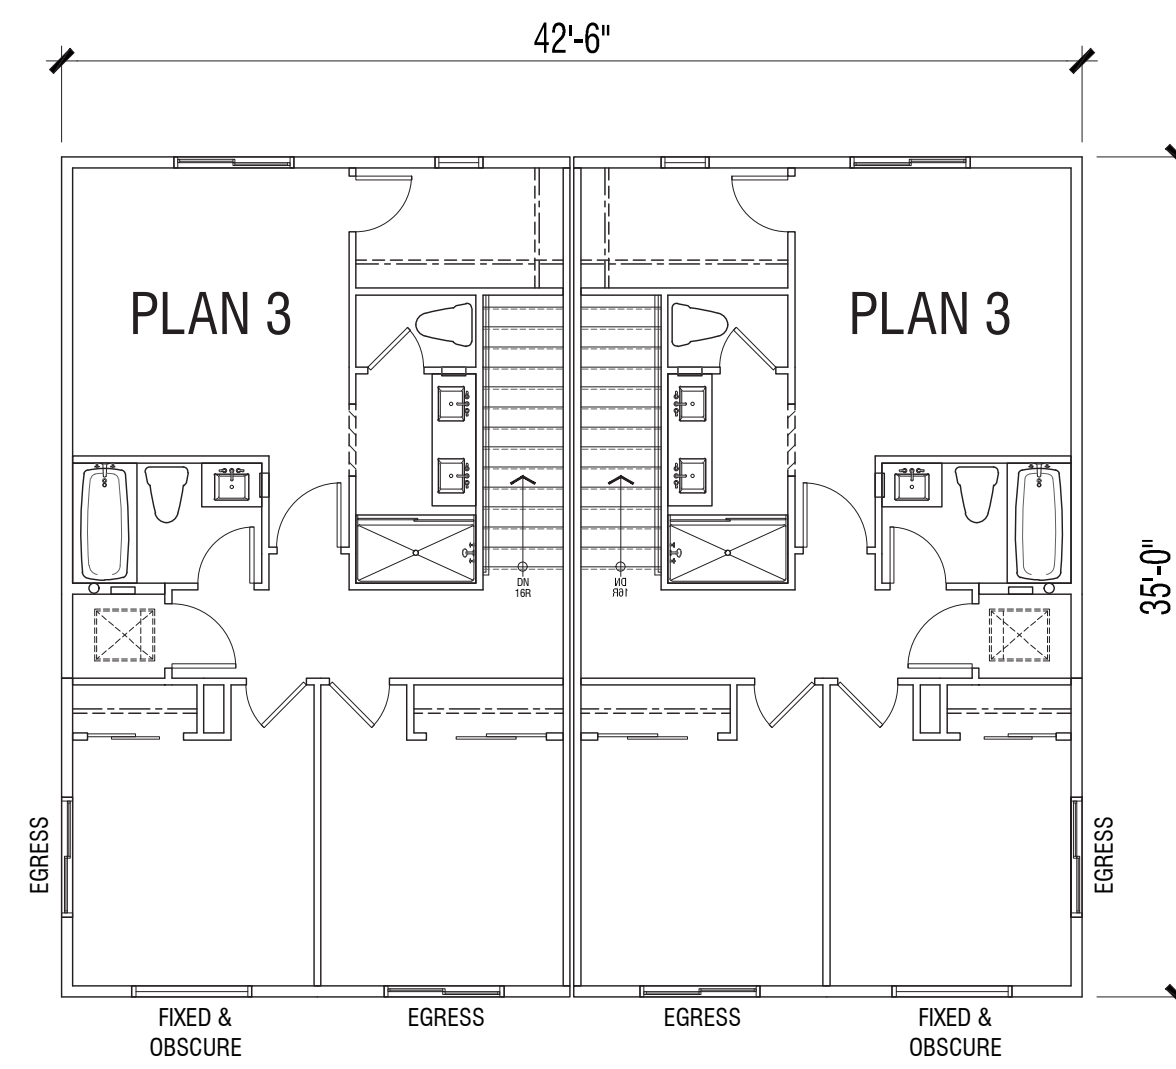 42'-6"
PLAN 3
PLAN 3
35'-0"
DN
16R
DN
16R
EGRESS
EGRESS
FIXED &
OBSCURE
EGRESS
EGRESS
FIXED &
OBSCURE